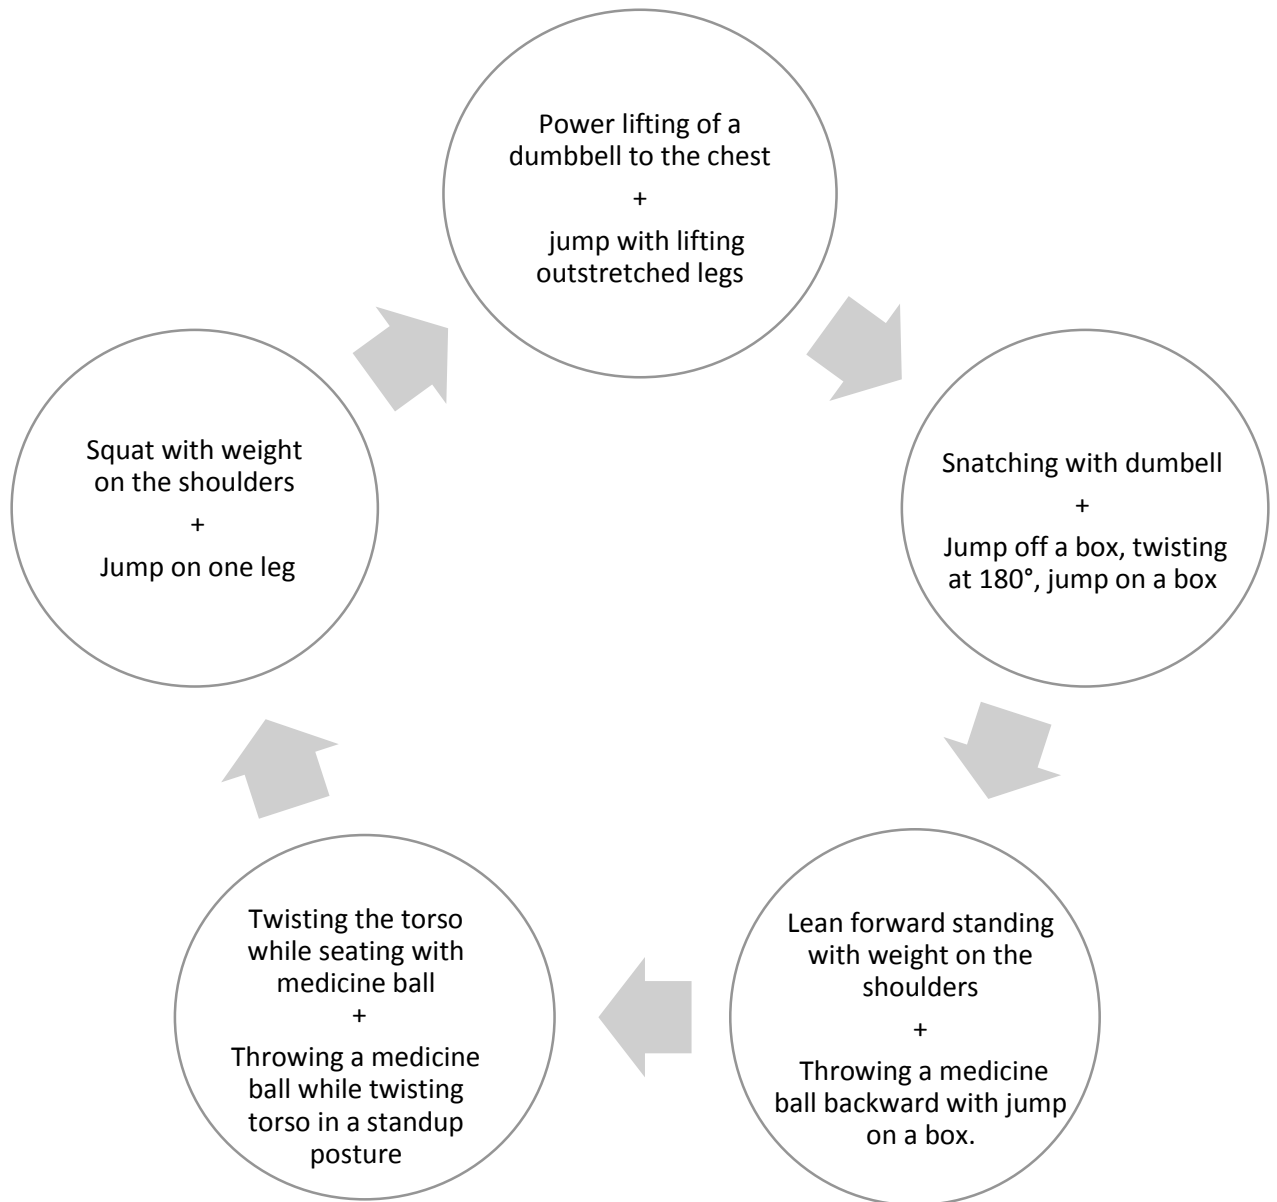 Power lifting of a
dumbbell to the chest
+
jump with lifting
outstretched legs
Snatching with dumbell
+
Jump off a box, twisting
at 180°, jump on a box
Lean forward standing
with weight on the
shoulders
+
Throwing a medicine
ball backward with jump
on a box.
Twisting the torso
while seating with
medicine ball
+
Throwing a medicine
ball while twisting
torso in a standup
posture
Squat with weight
on the shoulders
+
Jump on one leg